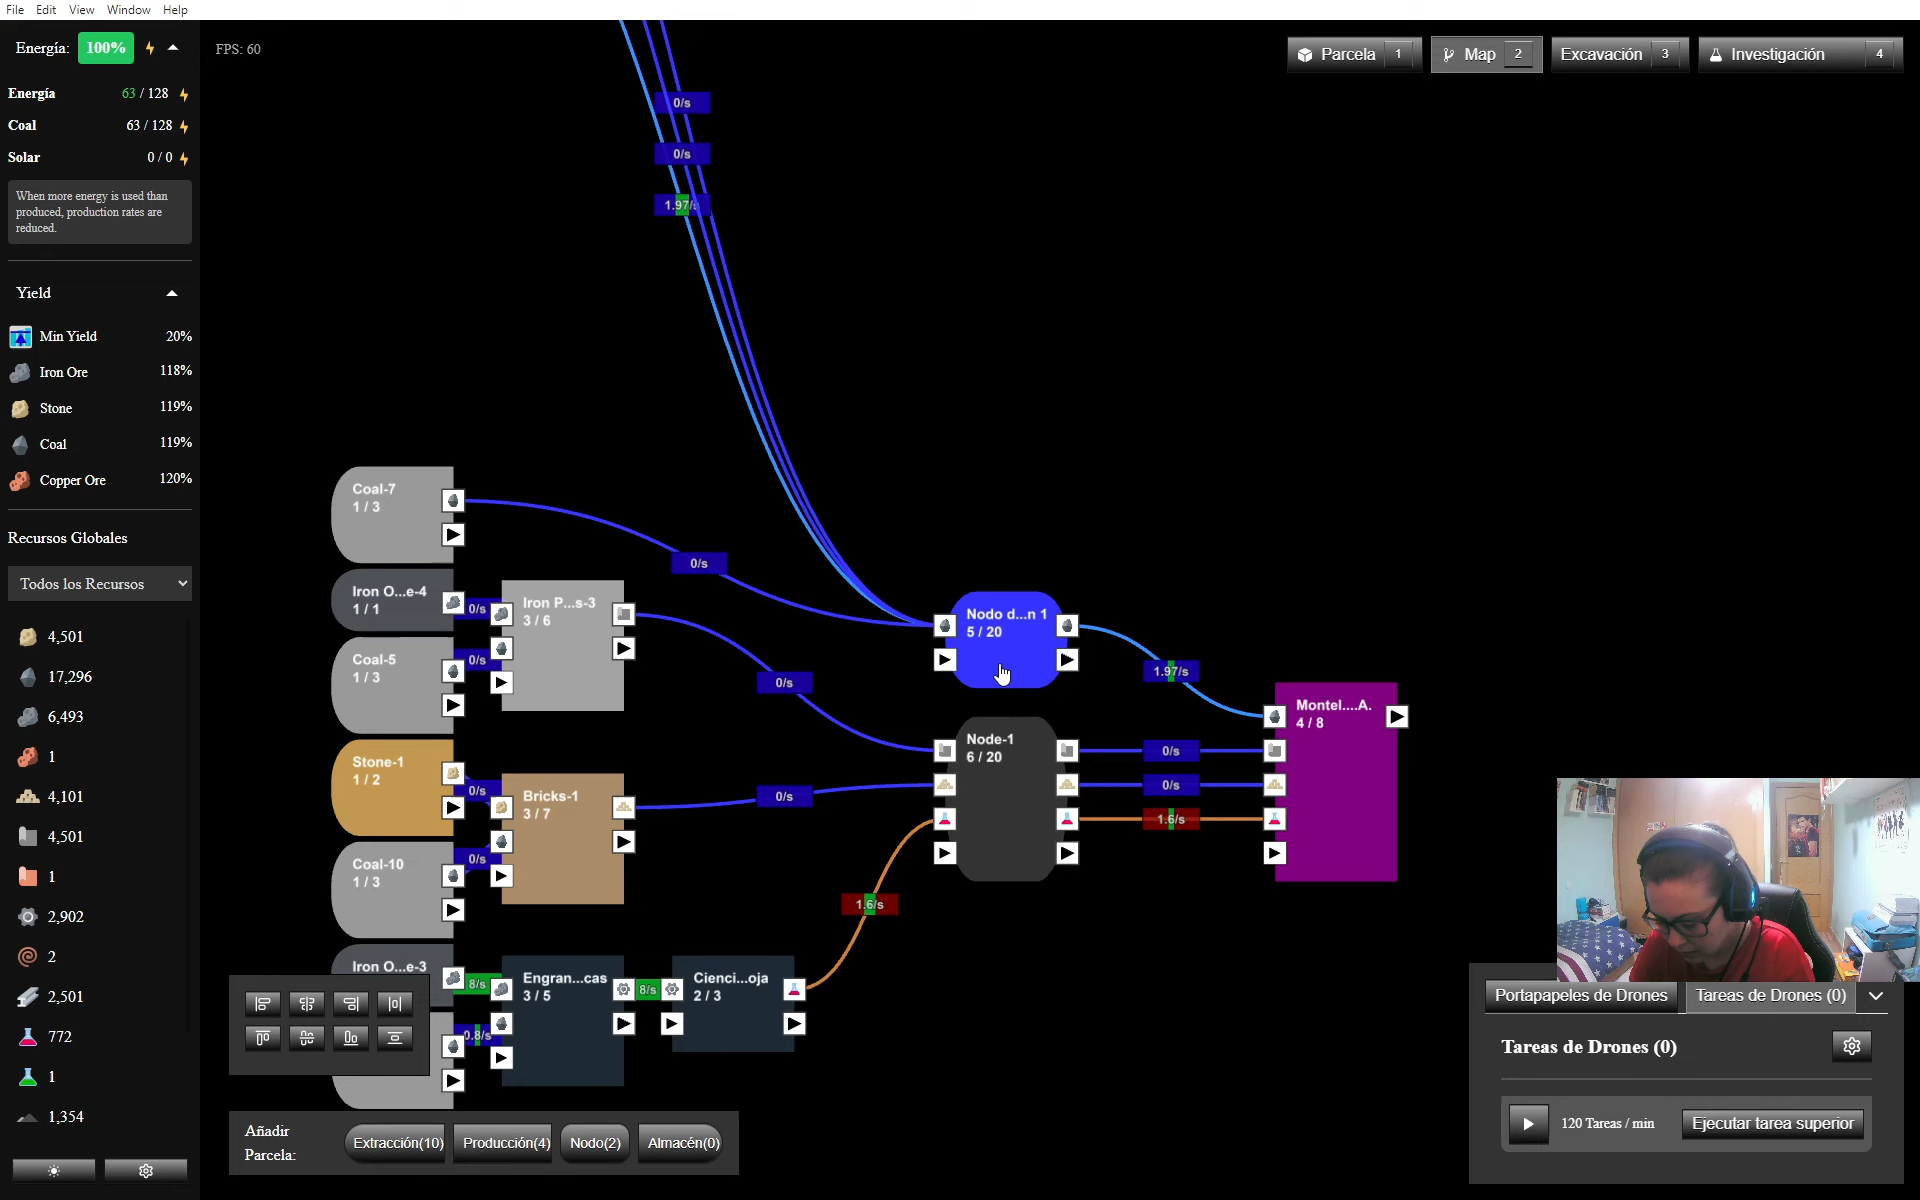 File Edit View Window Help
Energía: 100%
FPS: 60
Parcela 1
Map 2
Excavación 3
Investigación 4
Energía 63 / 128
Coal 63 / 128
Solar 0 / 0
When more energy is used than
produced, production rates are
reduced.
Yield
Min Yield 20%
Iron Ore 118%
Stone 119%
Coal 119%
Copper Ore 120%
Recursos Globales
Todos los Recursos
4,501
17,296
6,493
1
4,101
4,501
1
2,902
2
2,501
772
1
1,354
0/s
0/s
1.97/s
Coal-7
1 / 3
0/s
Iron O...e-4
1 / 1
0/s
Iron P...s-3
3 / 6
Coal-5
1 / 3
0/s
0/s
Nodo d...n 1
5 / 20
1.97/s
Stone-1
1 / 2
0/s
Bricks-1
3 / 7
0/s
Node-1
6 / 20
0/s
0/s
1.6/s
Montel....A.
4 / 8
Coal-10
1 / 3
0/s
1.6/s
Iron O...e-3
8/s
Engran...cas
3 / 5
8/s
Cienci...oja
2 / 3
0.8/s
Añadir
Parcela:
Extracción(10) Producción(4) Nodo(2) Almacén(0)
Portapapeles de Drones Tareas de Drones (0)
Tareas de Drones (0)
120 Tareas / min Ejecutar tarea superior